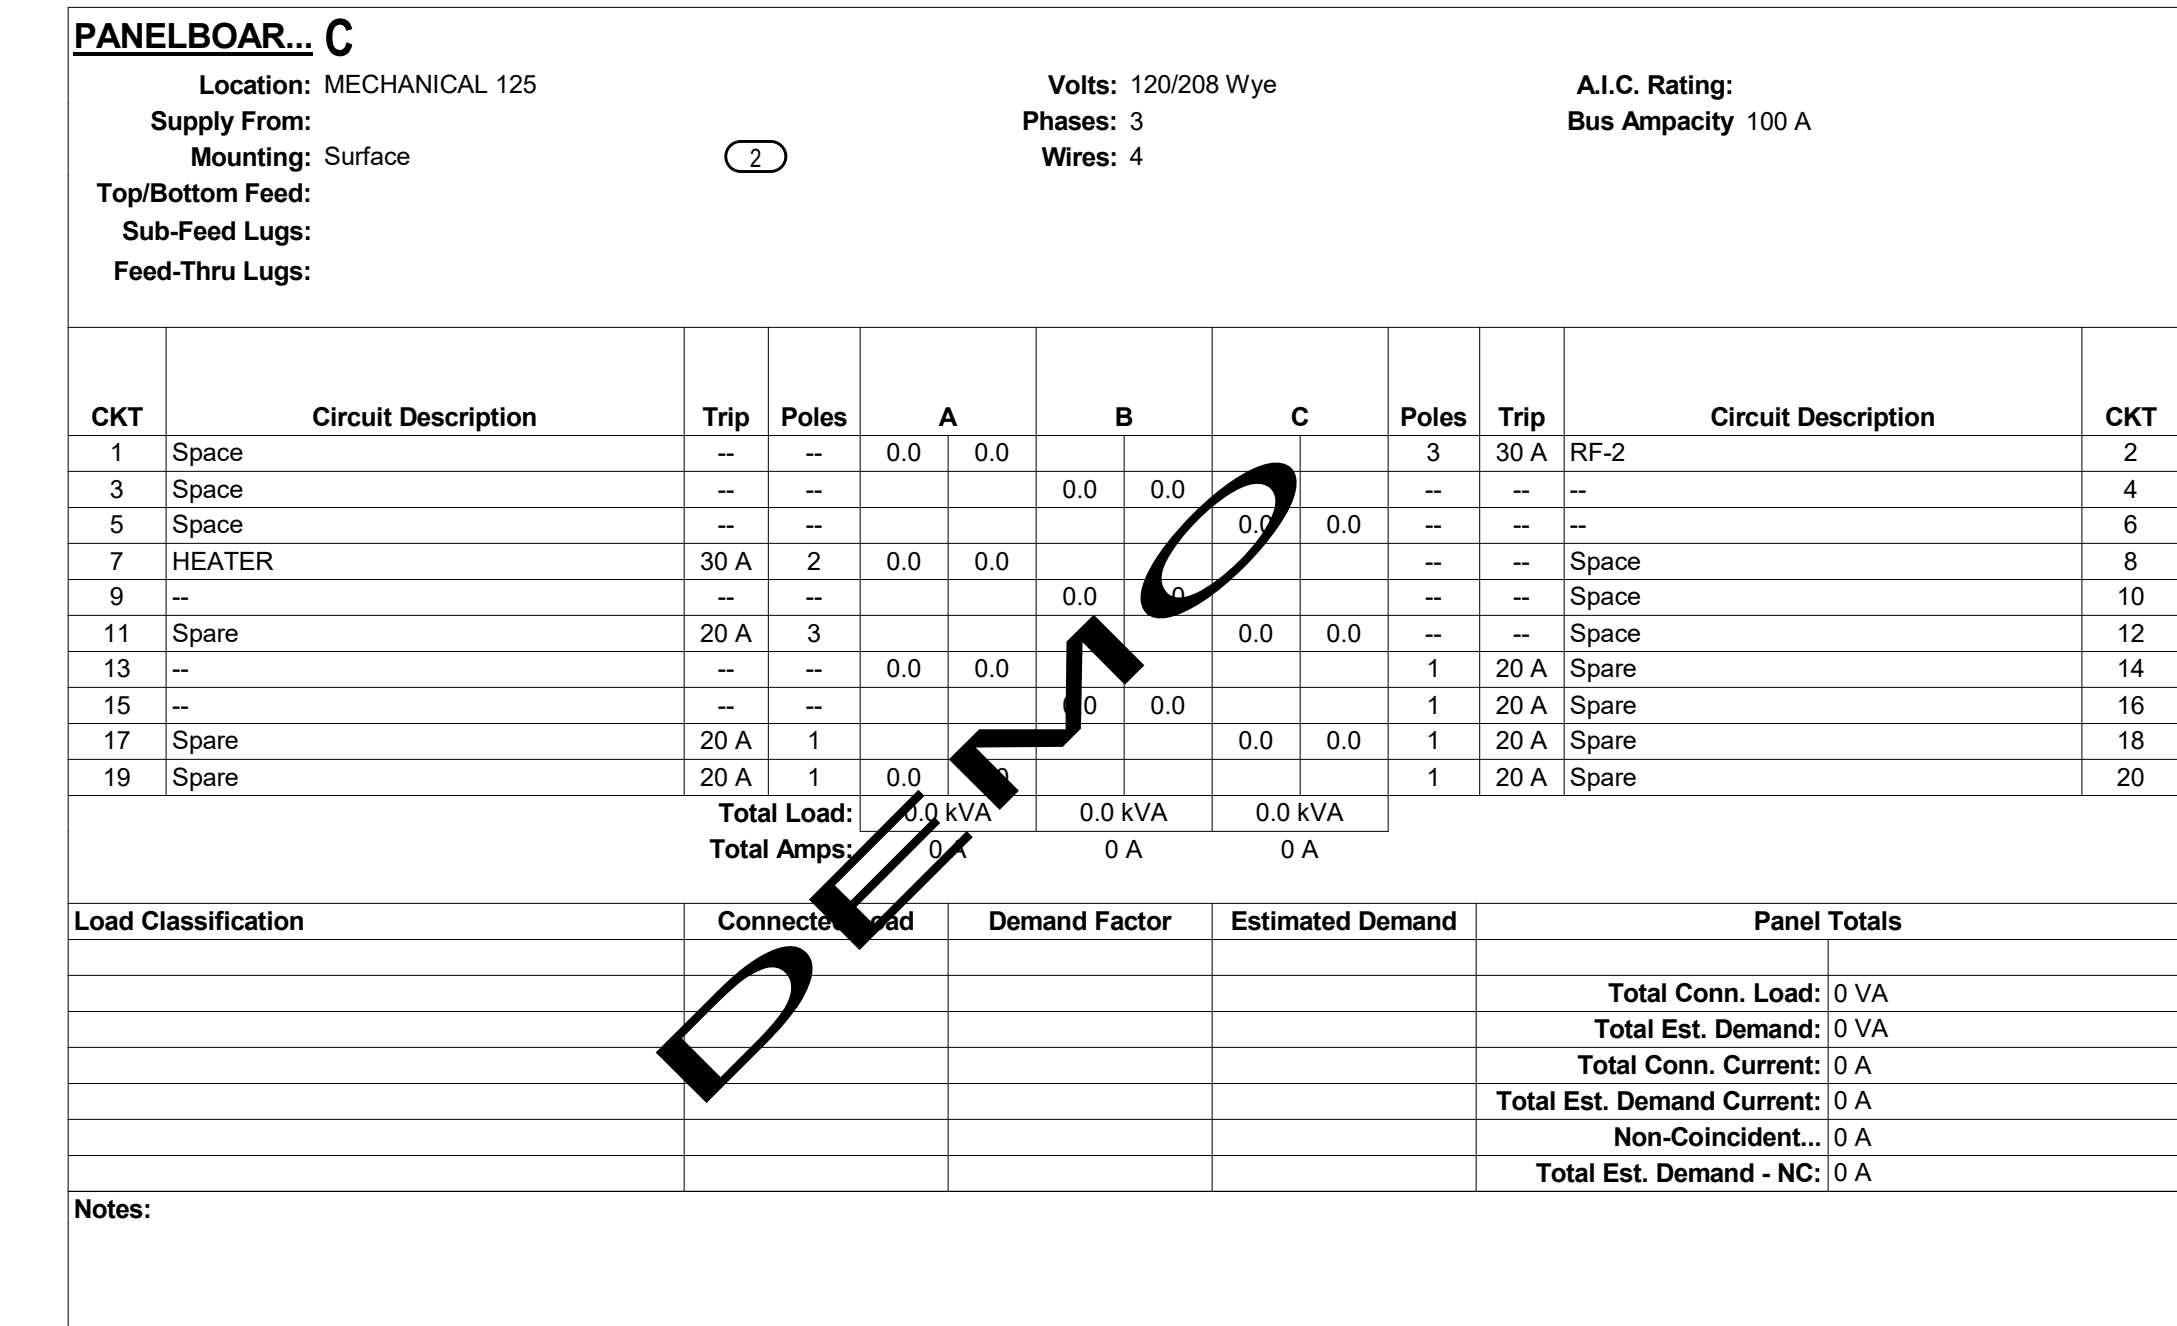 PANELBOAR... C
Location: MECHANICAL 125 Volts: 120/208 Wye A.I.C. Rating:
Supply From: Phases: 3 Bus Ampacity 100 A
Mounting: Surface 2 Wires: 4
Top/Bottom Feed:
Sub-Feed Lugs:
Feed-Thru Lugs:
CKT Circuit Description Trip Poles A B C Poles Trip Circuit Description CKT
1 Space -- -- 0.0 0.0 3 30 A RF-2 2
3 Space -- -- 0.0 0.0 -- -- -- 4
5 Space -- -- 0.0 0.0 -- -- -- 6
7 HEATER 30 A 2 0.0 0.0 -- -- Space 8
9 -- -- -- 0.0 -- -- Space 10
11 Spare 20 A 3 0.0 0.0 -- -- Space 12
13 -- -- -- 0.0 0.0 1 20 A Spare 14
15 -- -- -- 0.0 0.0 1 20 A Spare 16
17 Spare 20 A 1 0.0 0.0 1 20 A Spare 18
19 Spare 20 A 1 0.0 1 20 A Spare 20
Total Load: 0.0 kVA 0.0 kVA 0.0 kVA
Total Amps: 0 A 0 A 0 A
DEMO
Load Classification Connected Load Demand Factor Estimated Demand Panel Totals
Total Conn. Load: 0 VA
Total Est. Demand: 0 VA
Total Conn. Current: 0 A
Total Est. Demand Current: 0 A
Non-Coincident... 0 A
Total Est. Demand - NC: 0 A
Notes: